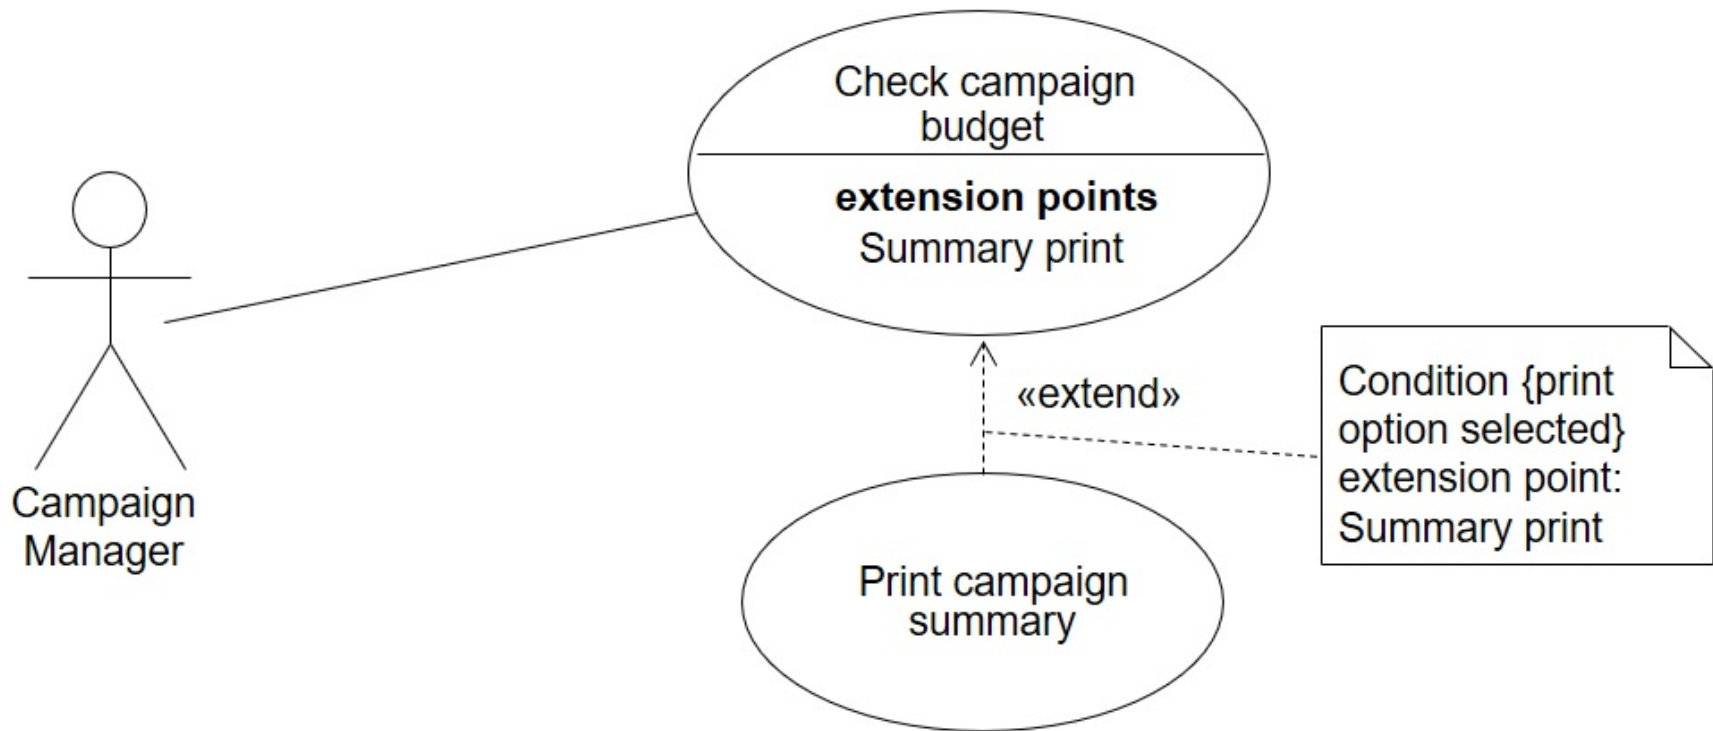 Check campaign
budget
extension points
Summary print
«extend»
Condition {print
option selected}
extension point:
Summary print
Campaign
Manager
Print campaign
summary